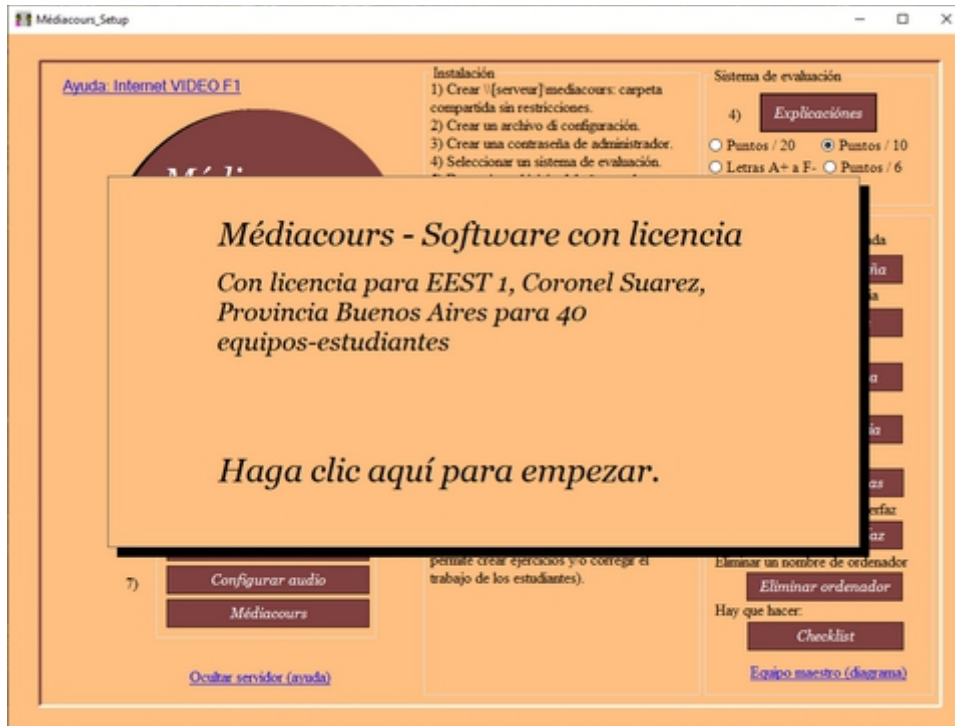 Médiacours_Setup
Ayuda: Internet VIDEO F1
Instalación
1) Crear \\[serveur]\mediacours: carpeta
compartida sin restricciones.
2) Crear un archivo di configuración.
3) Crear una contraseña de administrador.
4) Seleccionar un sistema de evaluación.
Sistema de evaluación
4)
Explicaciónes
Puntos / 20
Puntos / 10
Letras A+ a F-
Puntos / 6
Médiacours - Software con licencia
Con licencia para EEST 1, Coronel Suarez,
Provincia Buenos Aires para 40
equipos-estudiantes
Haga clic aquí para empezar.
permite crear ejercicios y/o corregir el
trabajo de los estudiantes).
7)
Configurar audio
Médiacours
Ocultar servidor (ayuda)
Eliminar un nombre de ordenador
Eliminar ordenador
Hay que hacer:
Checklist
Equipo maestro (diagrama)